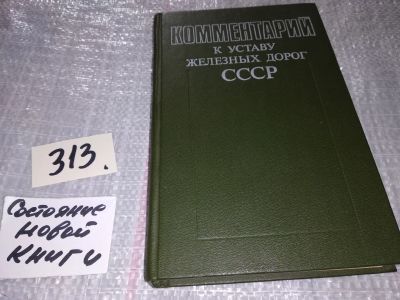 КОММЕНТАРИЙ
К УСТАВУ
ЖЕЛЕЗНЫХ ДОРОГ
СССР
313.
Состояние
новой
книги